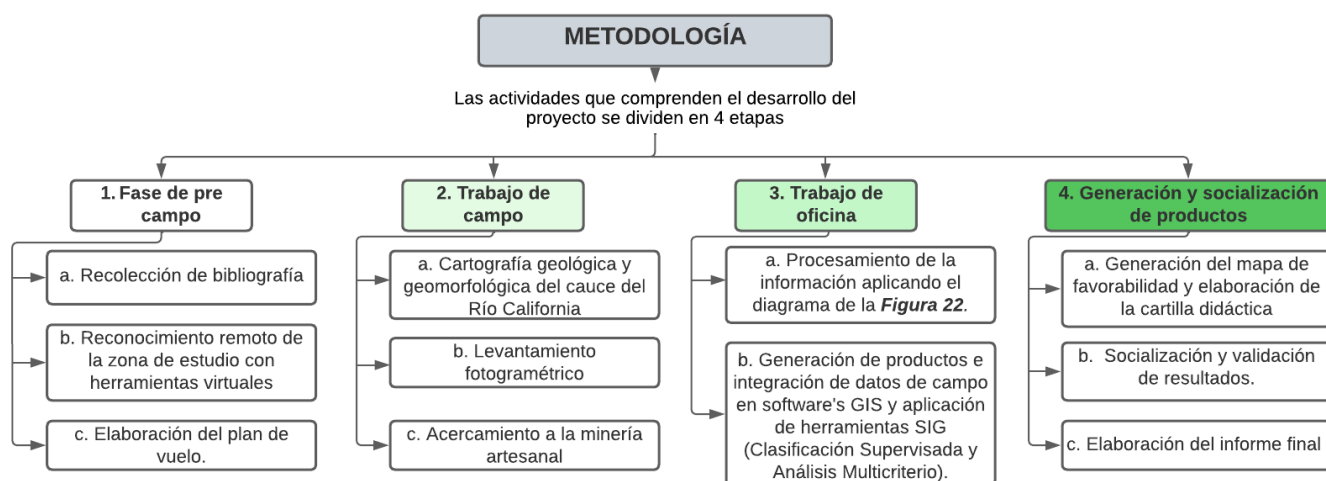 METODOLOGÍA
Las actividades que comprenden el desarrollo del
proyecto se dividen en 4 etapas
1. Fase de pre
campo
a. Recolección de bibliografía
b. Reconocimiento remoto de
la zona de estudio con
herramientas virtuales
c. Elaboración del plan de
vuelo.
2. Trabajo de
campo
a. Cartografía geológica y
geomorfológica del cauce del
Río California
b. Levantamiento
fotogramétrico
c. Acercamiento a la minería
artesanal
3. Trabajo de
oficina
a. Procesamiento de la
información aplicando el
diagrama de la Figura 22.
b. Generación de productos e
integración de datos de campo
en software's GIS y aplicación
de herramientas SIG
(Clasificación Supervisada y
Análisis Multicriterio).
4. Generación y socialización
de productos
a. Generación del mapa de
favorabilidad y elaboración de
la cartilla didáctica
b. Socialización y validación
de resultados.
c. Elaboración del informe final